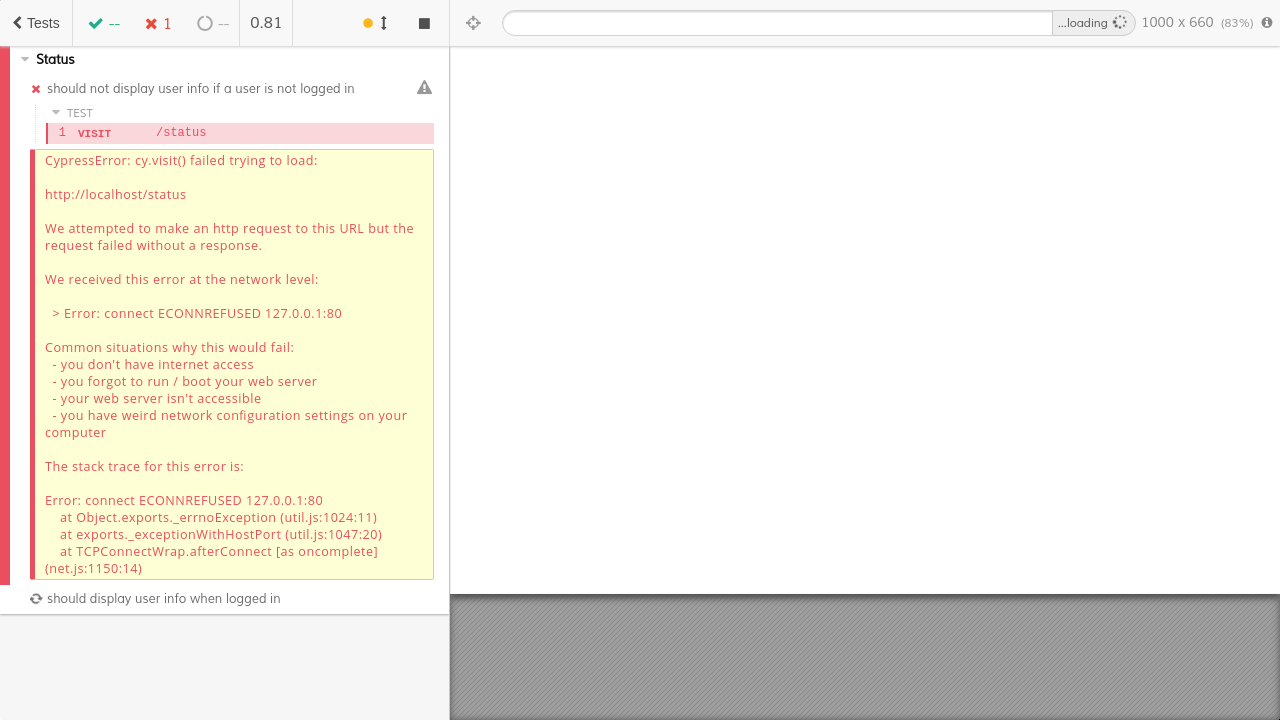 Tests -- 1 -- 0.81 ...loading 1000 x 660 (83%)
Status
should not display user info if a user is not logged in
TEST
1 VISIT /status
CypressError: cy.visit() failed trying to load:
http://localhost/status
We attempted to make an http request to this URL but the
request failed without a response.
We received this error at the network level:
> Error: connect ECONNREFUSED 127.0.0.1:80
Common situations why this would fail:
- you don't have internet access
- you forgot to run / boot your web server
- your web server isn't accessible
- you have weird network configuration settings on your
computer
The stack trace for this error is:
Error: connect ECONNREFUSED 127.0.0.1:80
at Object.exports._errnoException (util.js:1024:11)
at exports._exceptionWithHostPort (util.js:1047:20)
at TCPConnectWrap.afterConnect [as oncomplete]
(net.js:1150:14)
should display user info when logged in